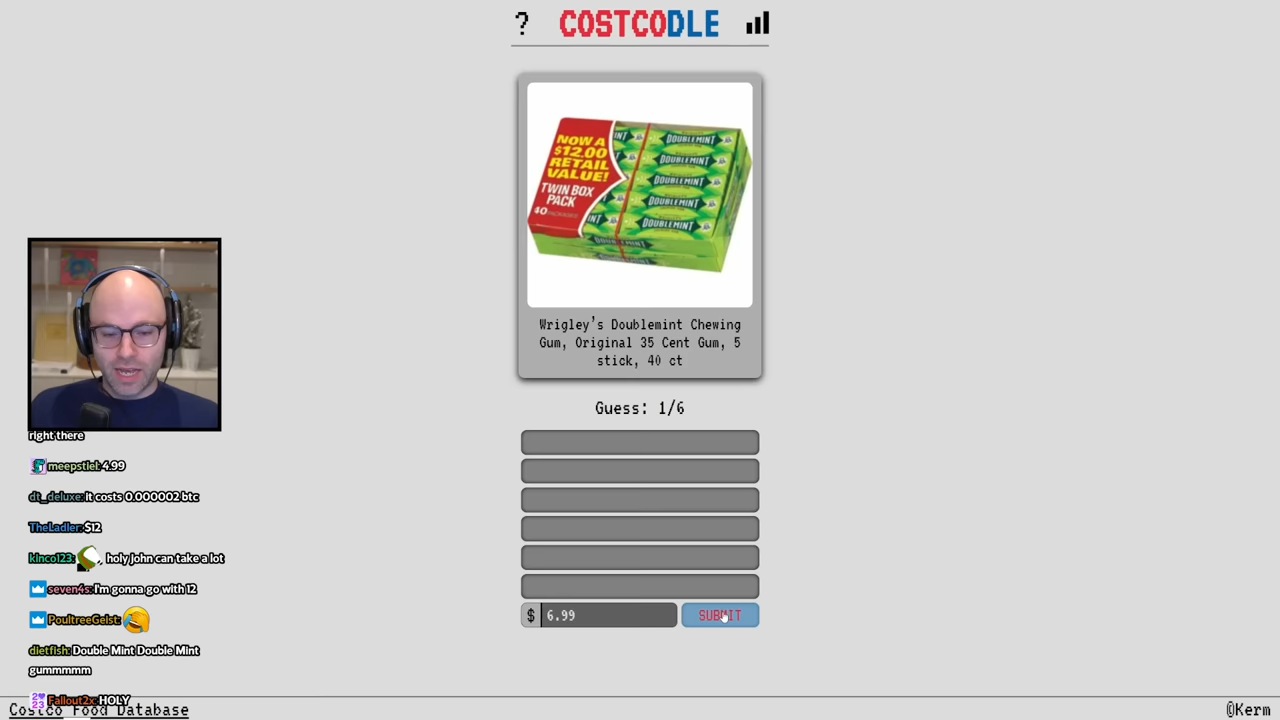 ?
COSTCODLE
NOW A
$12.00
RETAIL
VALUE!
TWIN BOX
PACK
40 PACKAGES
DOUBLEMINT
DOUBLEMINT
DOUBLEMINT
DOUBLEMINT
DOUBLEMINT
Wrigley's Doublemint Chewing
Gum, Original 35 Cent Gum, 5
stick, 40 ct
Guess: 1/6
$ 6.99
SUBMIT
right there
meepstiel: 4.99
dt_deluxe: it costs 0.000002 btc
TheLadler: $12
kinco123: , holy john can take a lot
seven4s: I'm gonna go with 12
PoultreeGeist:
dietfish: Double Mint Double Mint
gummmmm
Fallout2x: HOLY
Costco Food Database
@Kerm